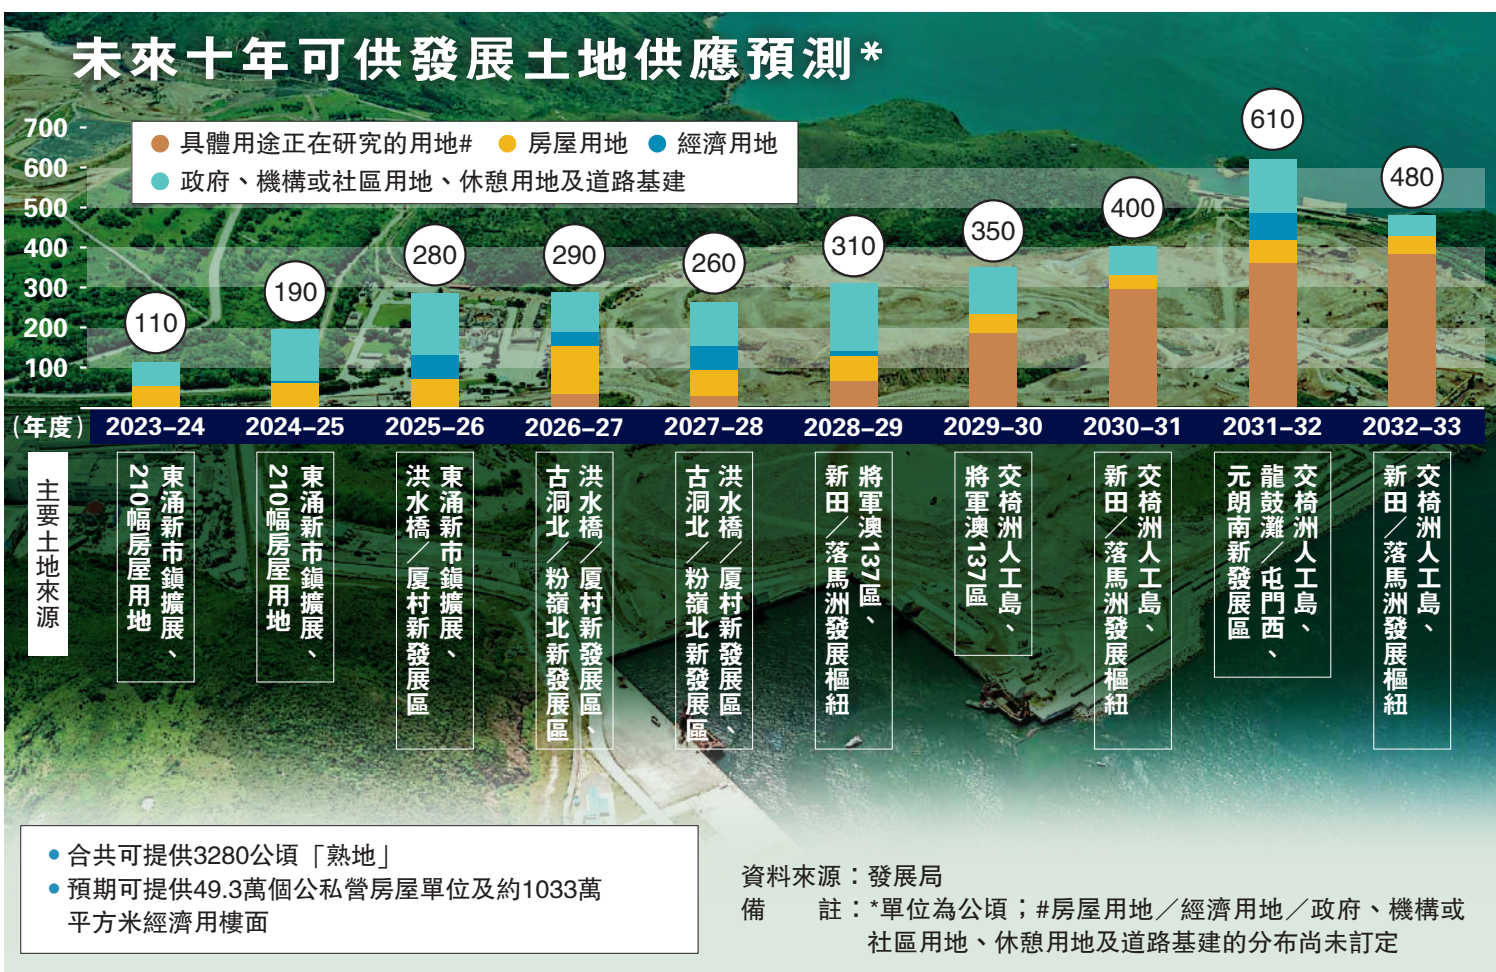 未來十年可供發展土地供應預測*
具體用途正在研究的用地# 房屋用地 經濟用地
政府、機構或社區用地、休憩用地及道路基建
700
600
500
400
300
200
100
110
190
280
290
260
310
350
400
610
480
(年度) 2023–24 2024–25 2025–26 2026–27 2027–28 2028–29 2029–30 2030–31 2031–32 2032–33
主要土地來源
東涌新市鎮擴展、
210幅房屋用地
東涌新市鎮擴展、
210幅房屋用地
東涌新市鎮擴展、
洪水橋／厦村新發展區
洪水橋／厦村新發展區、
古洞北／粉嶺北新發展區
洪水橋／厦村新發展區、
古洞北／粉嶺北新發展區
將軍澳137區、
新田／落馬洲發展樞紐
交椅洲人工島、
將軍澳137區
交椅洲人工島、
新田／落馬洲發展樞紐
交椅洲人工島、
龍鼓灘／屯門西、
元朗南新發展區
交椅洲人工島、
新田／落馬洲發展樞紐
合共可提供3280公頃「熟地」
預期可提供49.3萬個公私營房屋單位及約1033萬
平方米經濟用樓面
資料來源：發展局
備　　註：*單位為公頃；#房屋用地／經濟用地／政府、機構或
社區用地、休憩用地及道路基建的分布尚未訂定